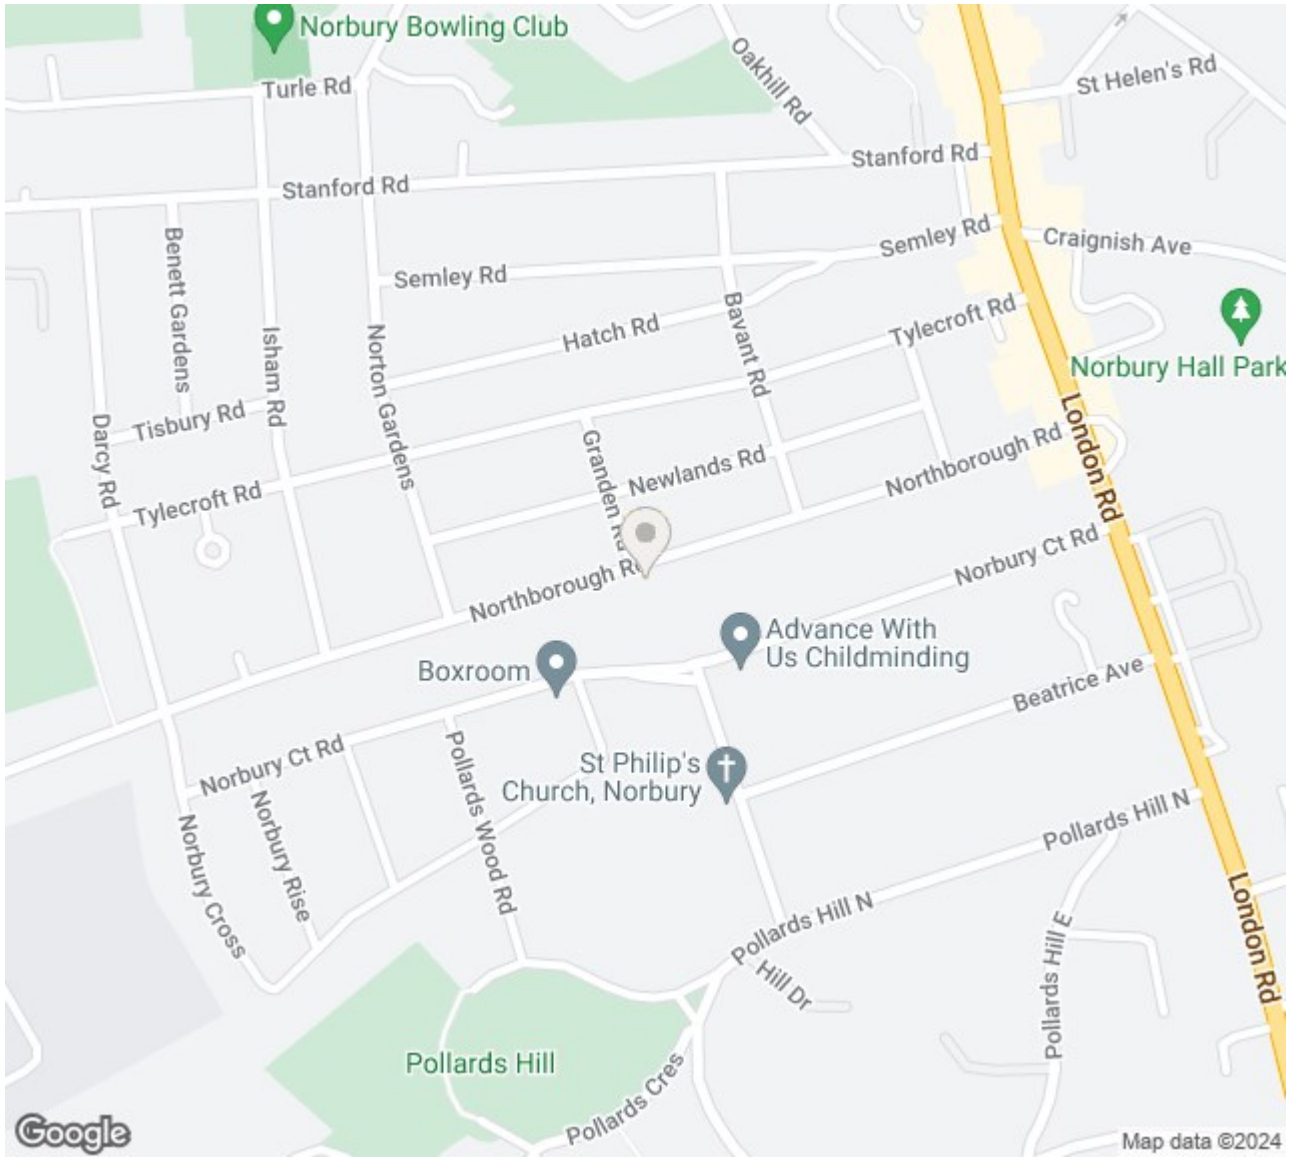 Norbury Bowling Club
Turle Rd
Oakhill Rd
St Helen's Rd
Stanford Rd
Stanford Rd
Benett Gardens
Semley Rd
Craignish Ave
Semley Rd
Isham Rd
Norton Gardens
Hatch Rd
Bavant Rd
Tylecroft Rd
Norbury Hall Park
Tisbury Rd
Darcy Rd
London Rd
Granden Rd
Newlands Rd
Northborough Rd
Tylecroft Rd
Northborough Rd
Norbury Ct Rd
Advance With
Us Childminding
Boxroom
Beatrice Ave
Norbury Ct Rd
Pollards Wood Rd
St Philip's
Church, Norbury
Norbury Rise
Norbury Cross
Pollards Hill N
Pollards Hill N
London Rd
Hill Dr
Pollards Hill E
Pollards Hill
Pollards Cres
Google
Map data ©2024